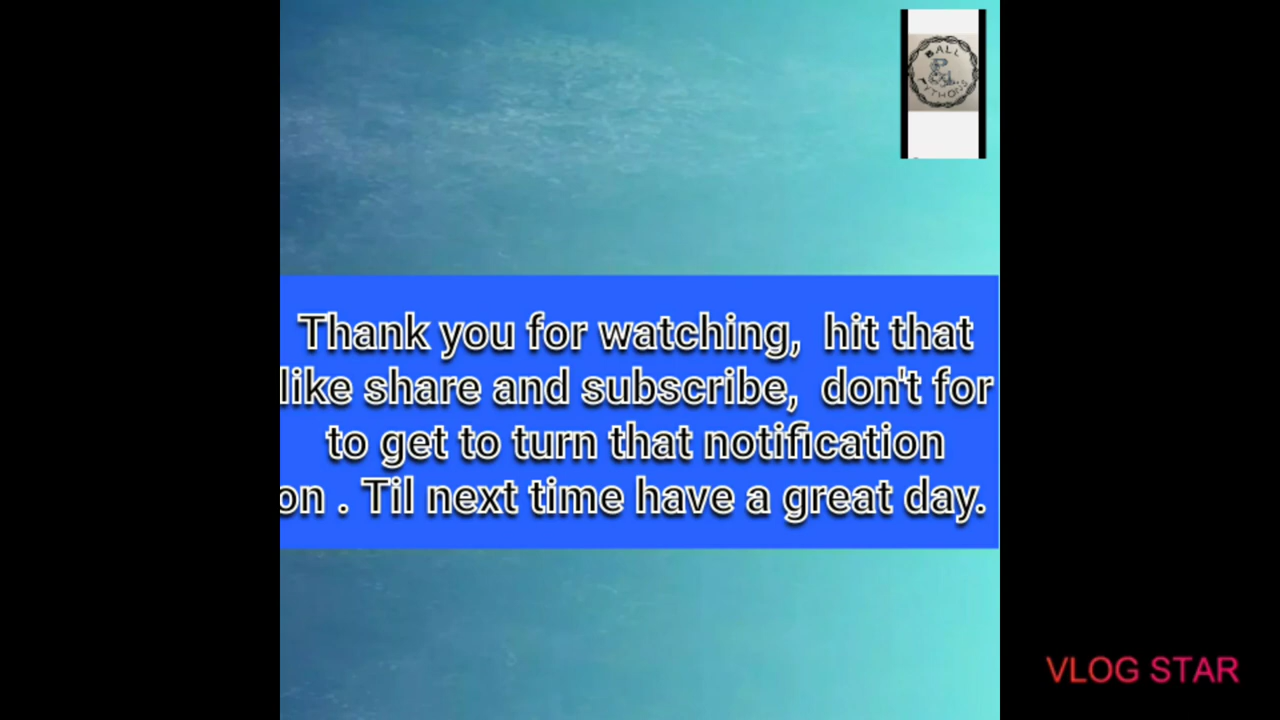 BALL
&
PYTHONS
Thank you for watching,  hit that
like share and subscribe,  don't for
to get to turn that notification
on . Til next time have a great day.
VLOG STAR